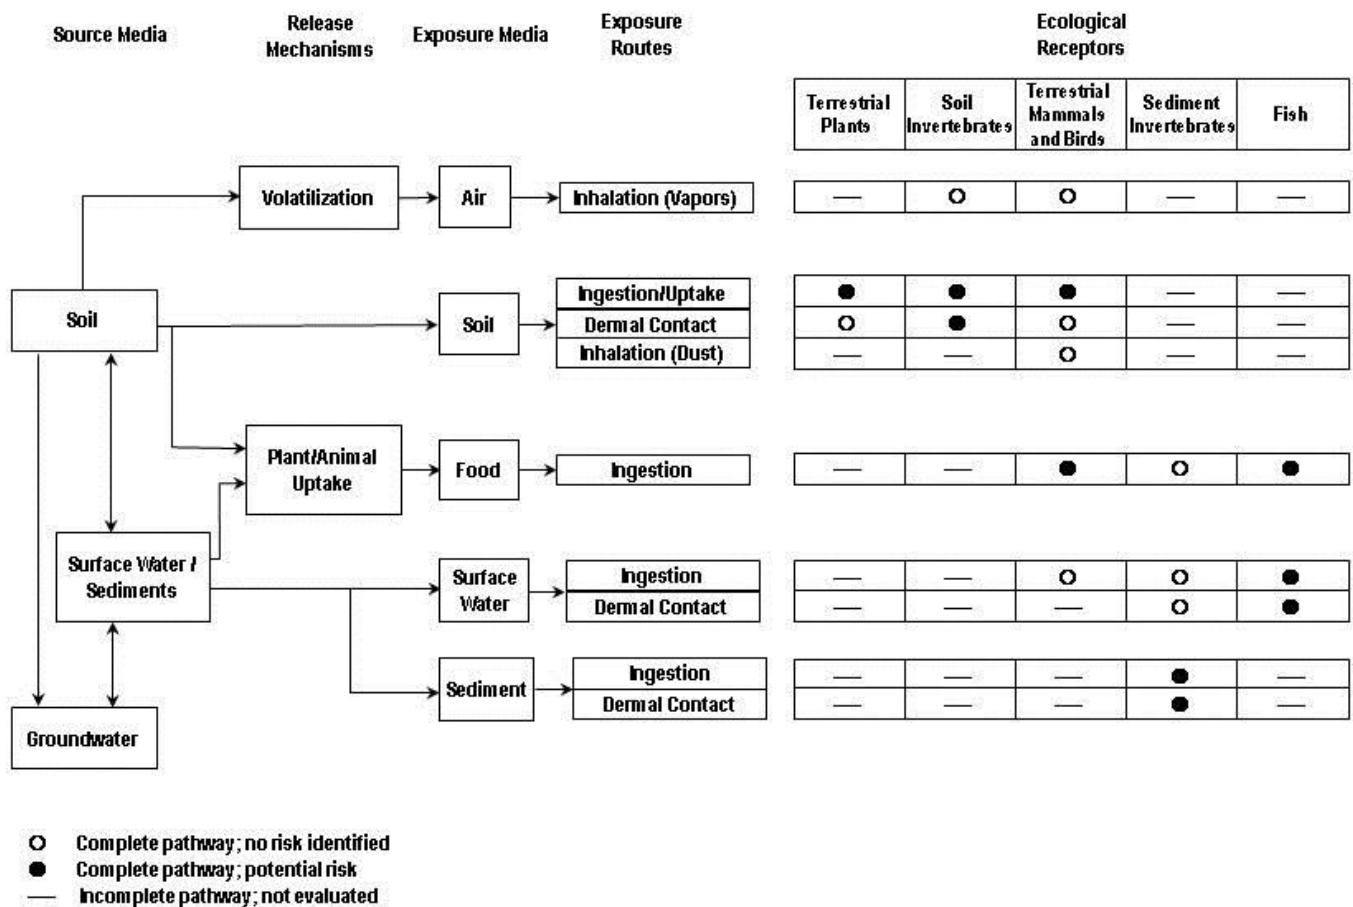 Source Media
Release
Mechanisms
Exposure Media
Exposure
Routes
Ecological
Receptors
Terrestrial
Plants
Soil
Invertebrates
Terrestrial
Mammals
and Birds
Sediment
Invertebrates
Fish
Volatilization
Air
Inhalation (Vapors)
Soil
Soil
Ingestion/Uptake
Dermal Contact
Inhalation (Dust)
Plant/Animal
Uptake
Food
Ingestion
Surface Water /
Sediments
Surface
Water
Ingestion
Dermal Contact
Sediment
Ingestion
Dermal Contact
Groundwater
Complete pathway; no risk identified
Complete pathway; potential risk
Incomplete pathway; not evaluated